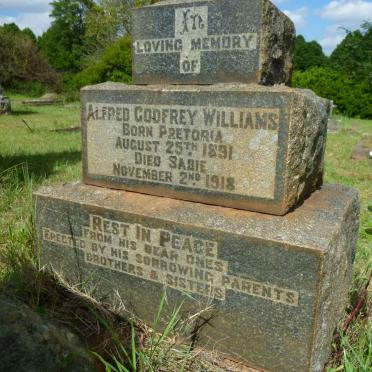 IN
LOVING MEMORY
OF
ALFRED GODFREY WILLIAMS
BORN PRETORIA
AUGUST 25TH 1891
DIED SABIE
NOVEMBER 2ND 1918
REST IN PEACE
FROM HIS DEAR ONES
ERECTED BY HIS SORROWING PARENTS
BROTHERS & SISTERS